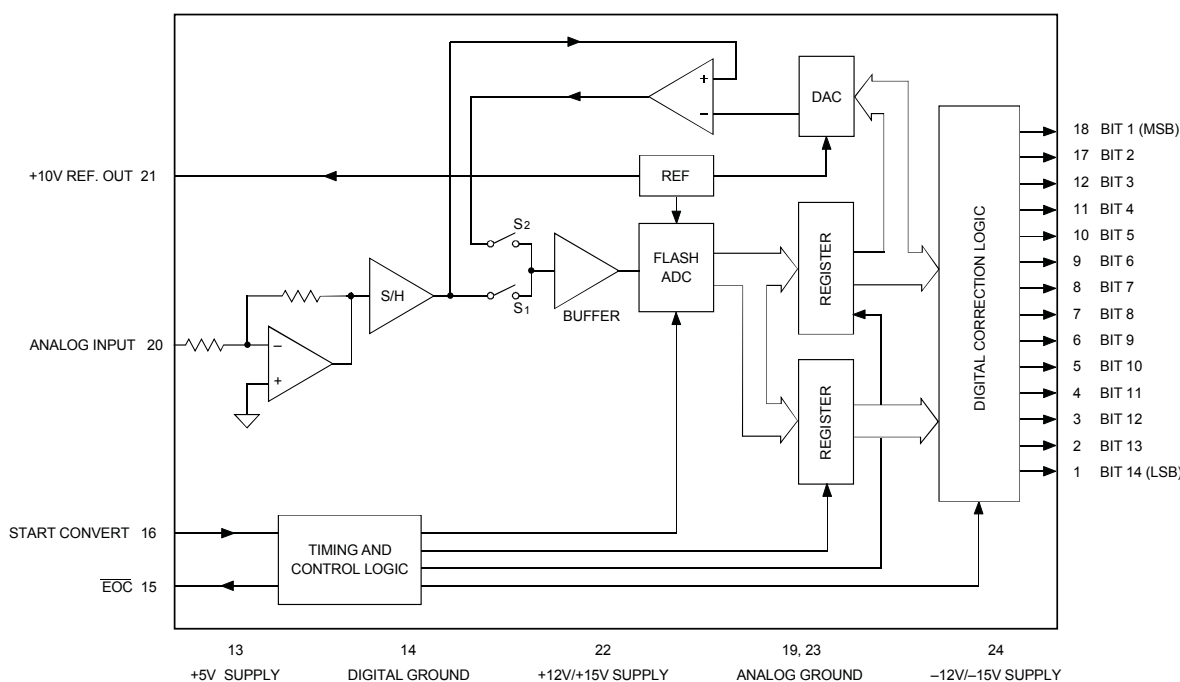 +
–
DAC
18 BIT 1 (MSB)
17 BIT 2
+10V REF. OUT 21
REF
12 BIT 3
11 BIT 4
S2
10 BIT 5
FLASH
ADC
REGISTER
9 BIT 6
S/H
8 BIT 7
S1
BUFFER
7 BIT 8
ANALOG INPUT 20
–
+
6 BIT 9
DIGITAL CORRECTION LOGIC
5 BIT 10
4 BIT 11
REGISTER
3 BIT 12
2 BIT 13
1 BIT 14 (LSB)
START CONVERT 16
TIMING AND
CONTROL LOGIC
EOC 15
13
+5V SUPPLY
14
DIGITAL GROUND
22
+12V/+15V SUPPLY
19, 23
ANALOG GROUND
24
–12V/–15V SUPPLY